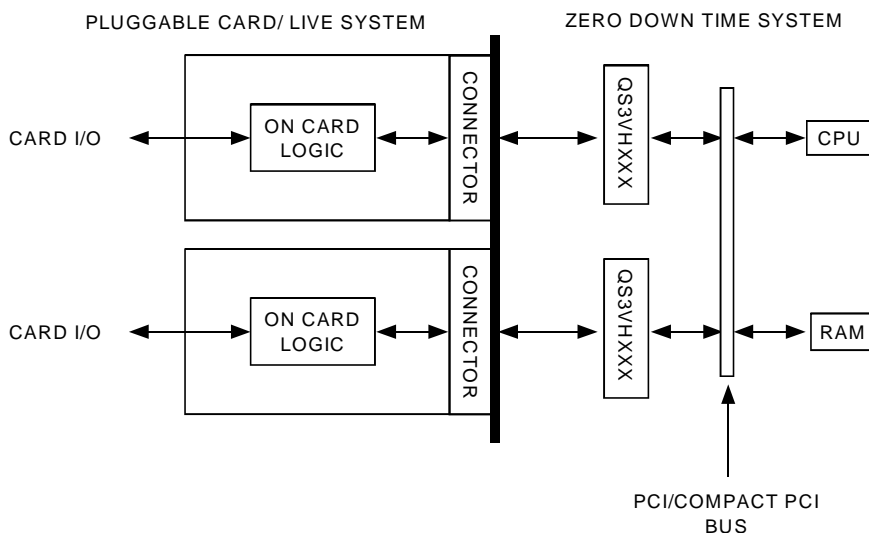 PLUGGABLE CARD/ LIVE SYSTEM
ZERO DOWN TIME SYSTEM
CARD I/O
ON CARD
LOGIC
CONNECTOR
QS3VHXXX
CPU
CARD I/O
ON CARD
LOGIC
CONNECTOR
QS3VHXXX
RAM
PCI/COMPACT PCI
BUS